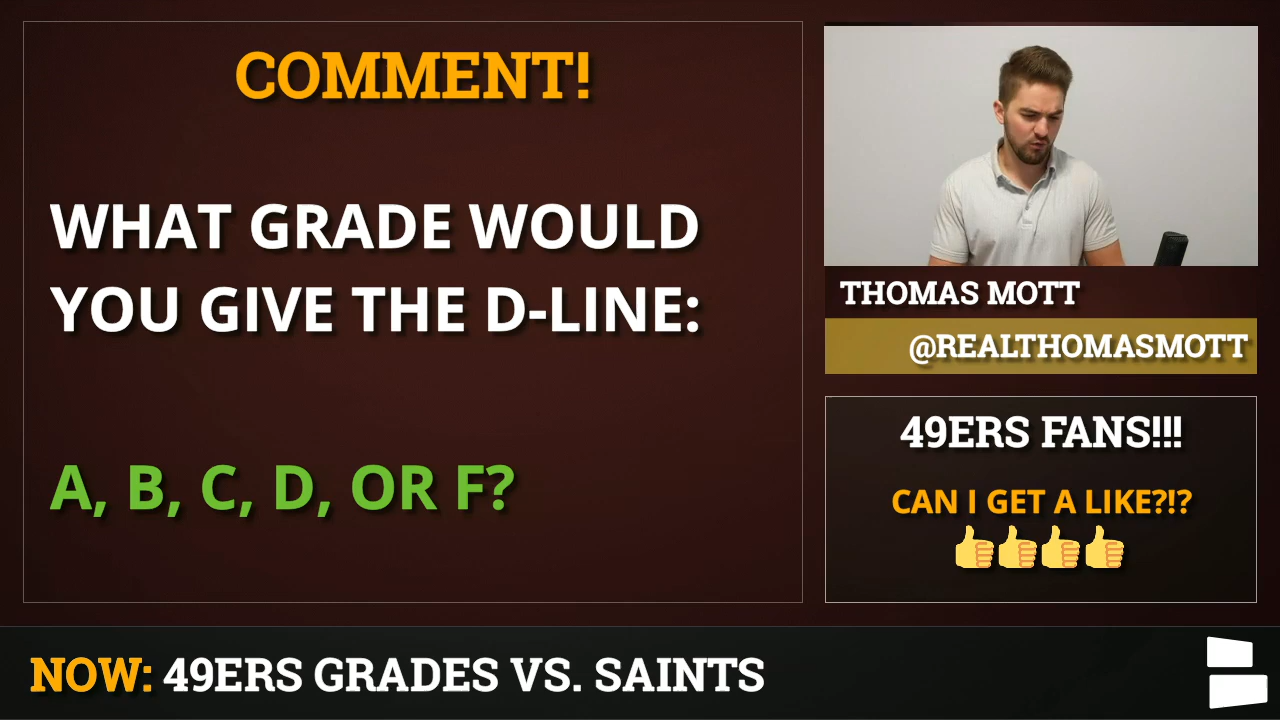 COMMENT!
WHAT GRADE WOULD
YOU GIVE THE D-LINE:
A, B, C, D, OR F?
THOMAS MOTT
@REALTHOMASMOTT
49ERS FANS!!!
CAN I GET A LIKE?!?
👍👍👍👍
NOW: 49ERS GRADES VS. SAINTS